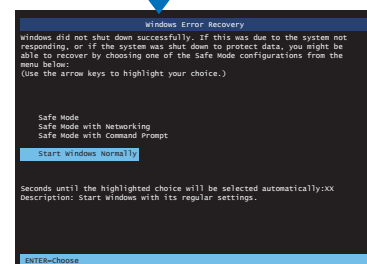 Windows Error Recovery
Windows did not shut down successfully. If this was due to the system not
responding, or if the system was shut down to protect data, you might be
able to recover by choosing one of the Safe Mode configurations from the
menu below:
(Use the arrow keys to highlight your choice.)
Safe Mode
Safe Mode with Networking
Safe Mode with Command Prompt
Start Windows Normally
Seconds until the highlighted choice will be selected automatically:XX
Description: Start Windows with its regular settings.
ENTER=Choose